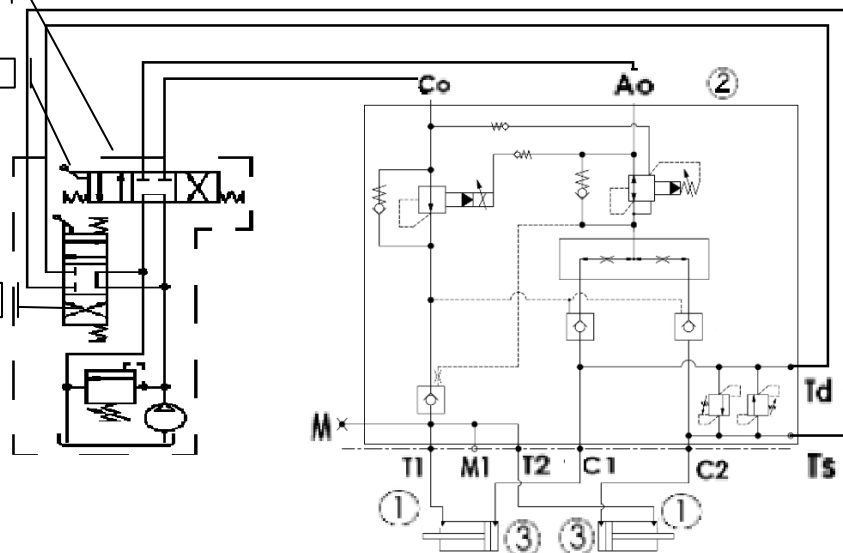 Co Ao ②
Td
M
T1 M1 T2 C1 C2 Ts
① ③ ③ ①